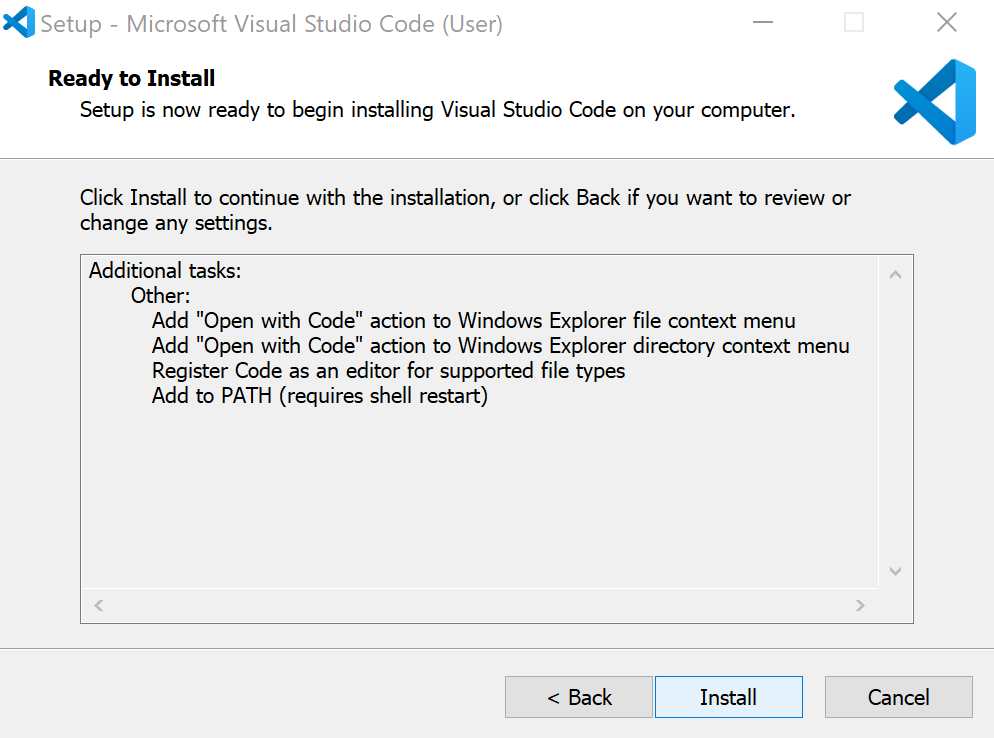 Setup - Microsoft Visual Studio Code (User)
Ready to Install
Setup is now ready to begin installing Visual Studio Code on your computer.
Click Install to continue with the installation, or click Back if you want to review or
change any settings.
Additional tasks:
Other:
Add "Open with Code" action to Windows Explorer file context menu
Add "Open with Code" action to Windows Explorer directory context menu
Register Code as an editor for supported file types
Add to PATH (requires shell restart)
< Back
Install
Cancel